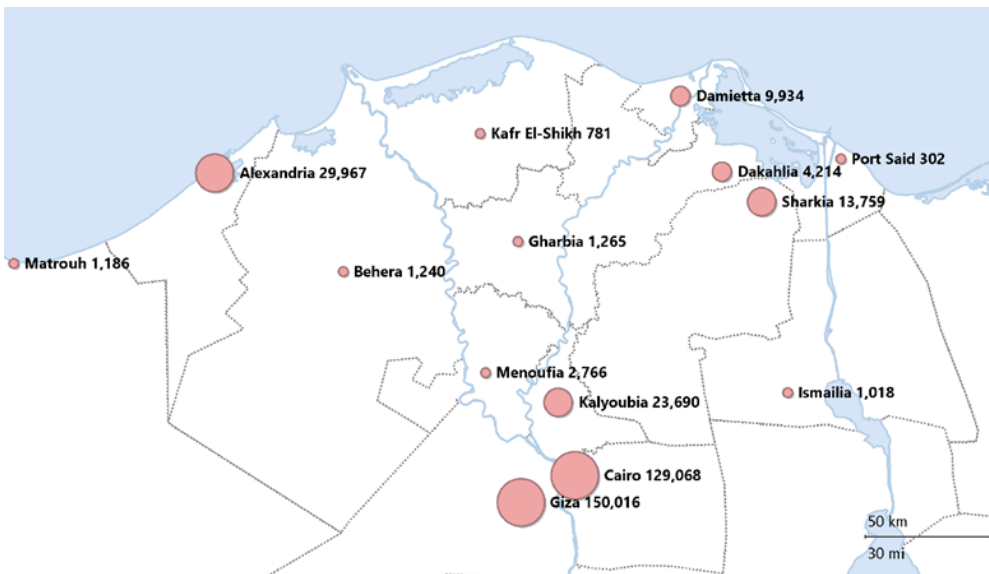 Damietta 9,934
Kafr El-Shikh 781
Port Said 302
Alexandria 29,967
Dakahlia 4,214
Sharkia 13,759
Gharbia 1,265
Matrouh 1,186
Behera 1,240
Menoufia 2,766
Ismailia 1,018
Kalyoubia 23,690
Cairo 129,068
Giza 150,016
50 km
30 mi